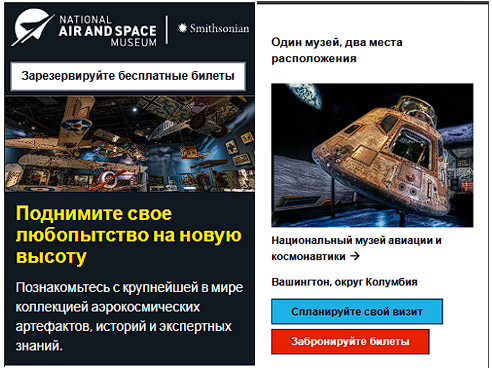 NATIONAL
AIR AND SPACE
MUSEUM
Smithsonian
Зарезервируйте бесплатные билеты
Поднимите свое
любопытство на новую
высоту
Познакомьтесь с крупнейшей в мире
коллекцией аэрокосмических
артефактов, историй и экспертных
знаний.
Один музей, два места
расположения
Национальный музей авиации и
космонавтики →
Вашингтон, округ Колумбия
Спланируйте свой визит
Забронируйте билеты